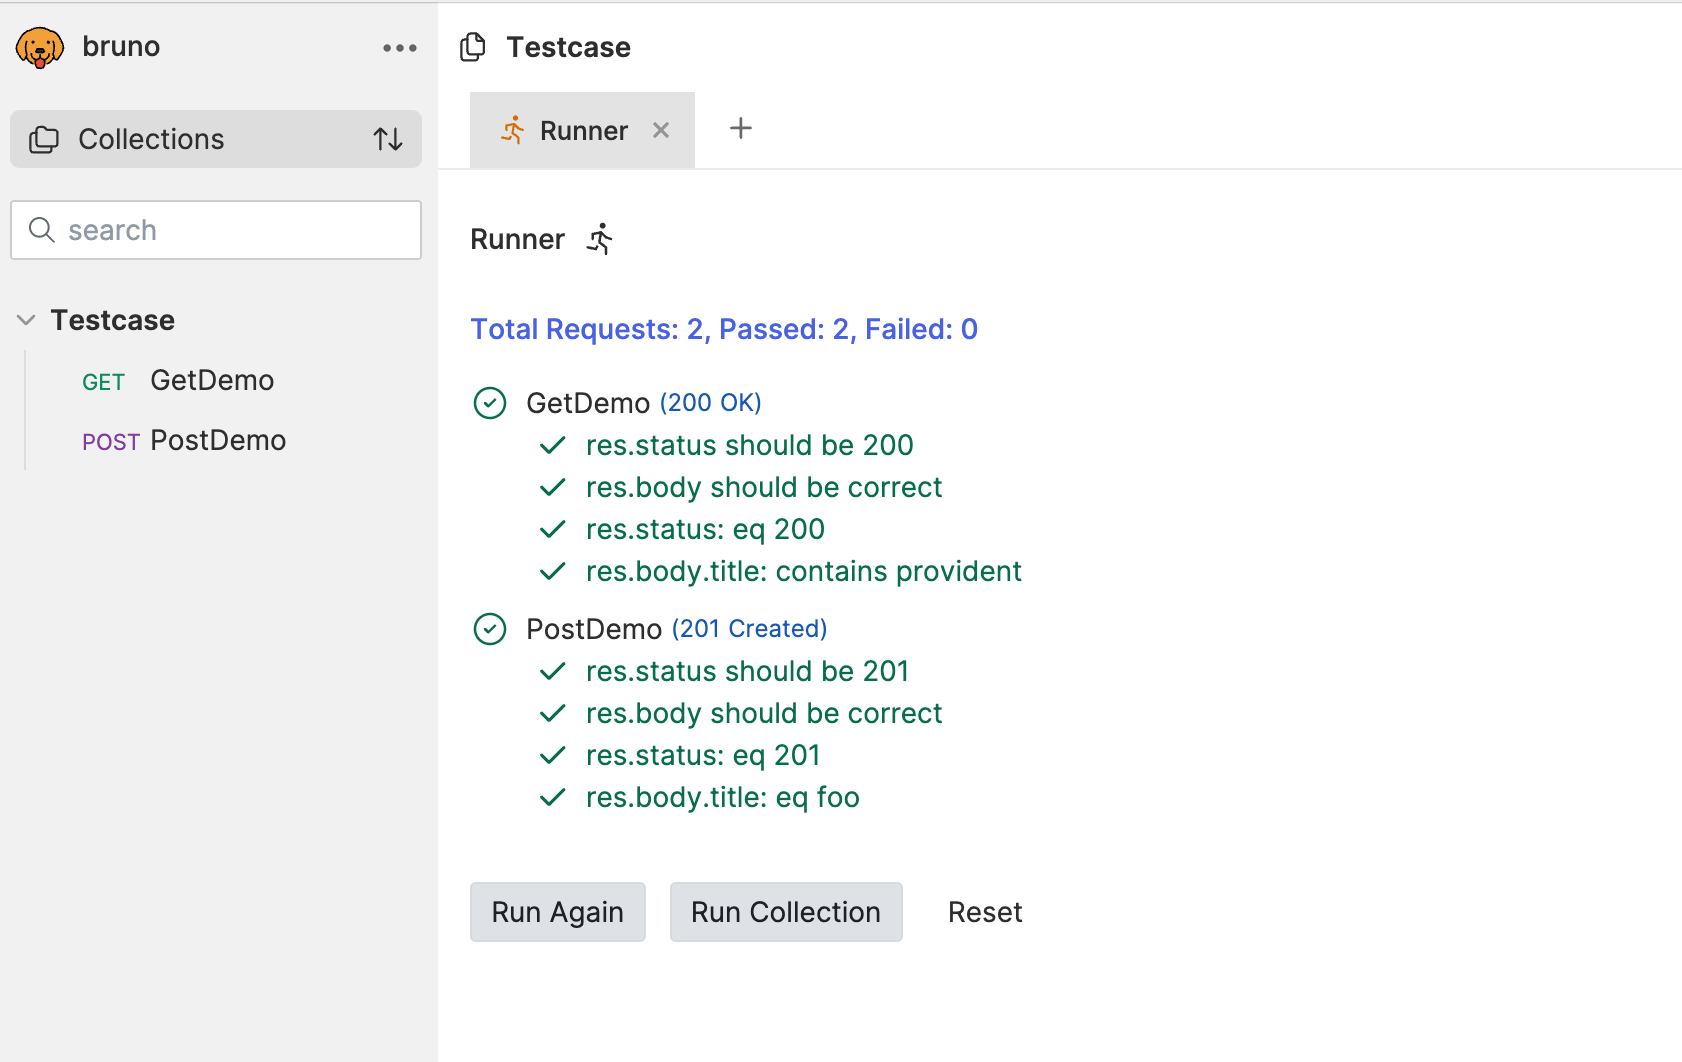 bruno
Collections
search
Testcase
GET GetDemo
POST PostDemo
Testcase
Runner
Runner
Total Requests: 2, Passed: 2, Failed: 0
GetDemo (200 OK)
res.status should be 200
res.body should be correct
res.status: eq 200
res.body.title: contains provident
PostDemo (201 Created)
res.status should be 201
res.body should be correct
res.status: eq 201
res.body.title: eq foo
Run Again Run Collection Reset